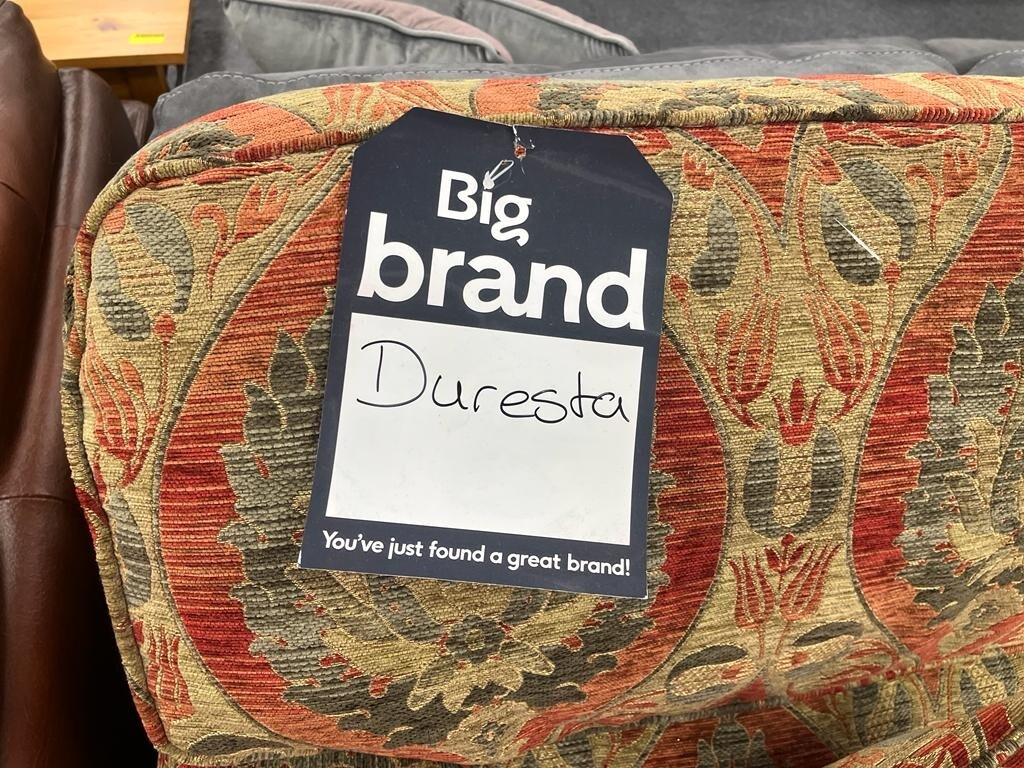 Big
brand
Duresta
You've just found a great brand!